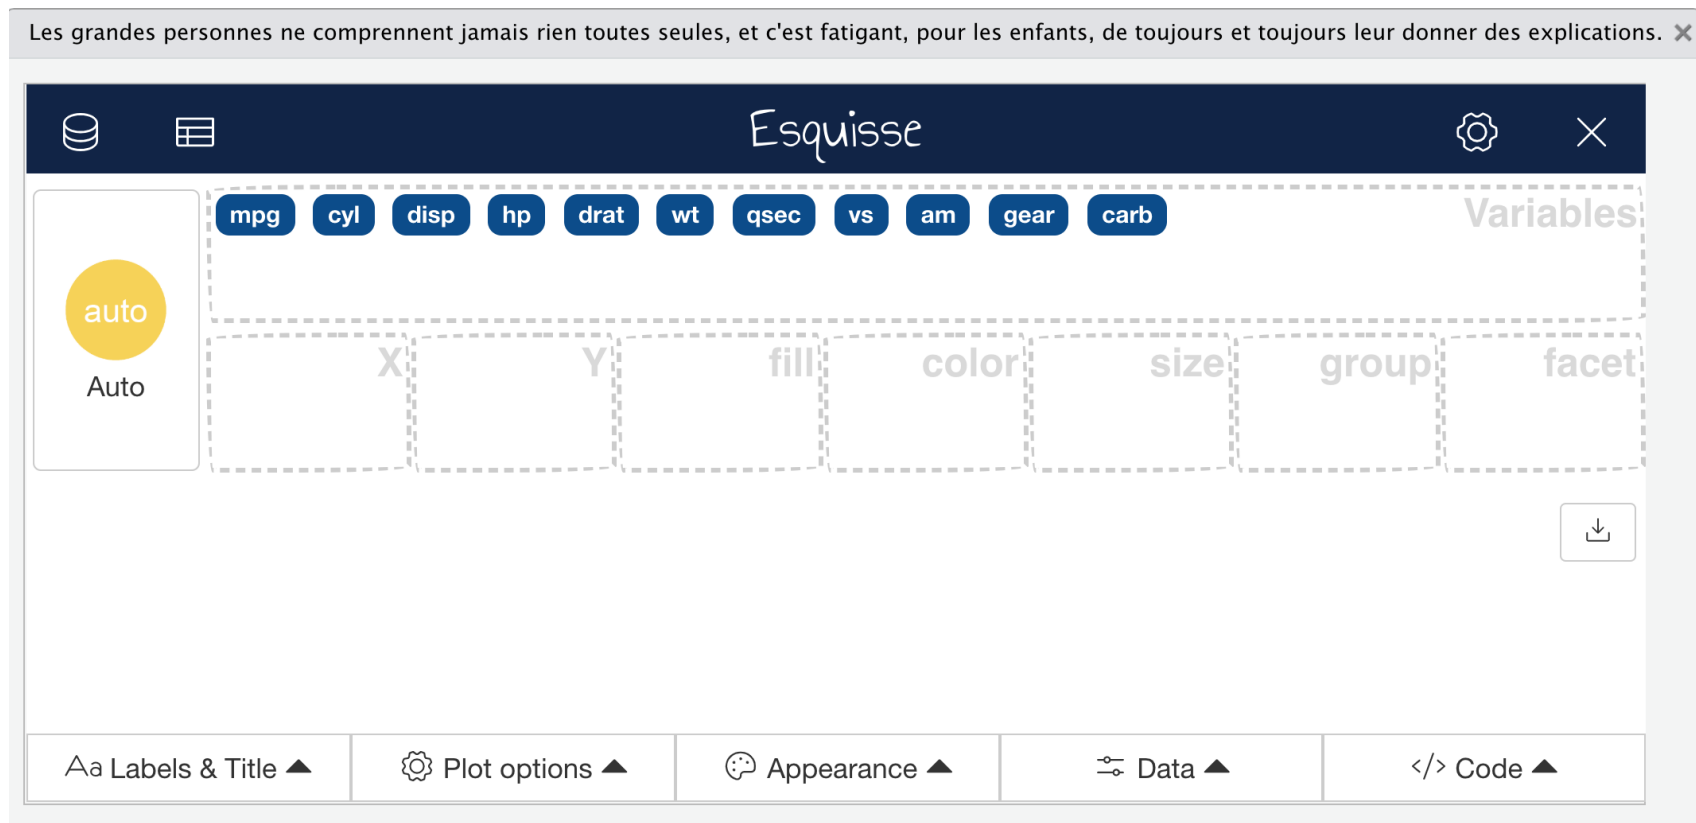 Les grandes personnes ne comprennent jamais rien toutes seules, et c'est fatigant, pour les enfants, de toujours et toujours leur donner des explications.
Esquisse
mpg cyl disp hp drat wt qsec vs am gear carb Variables
auto
Auto
X Y fill color size group facet
Aa Labels & Title Plot options Appearance Data </> Code